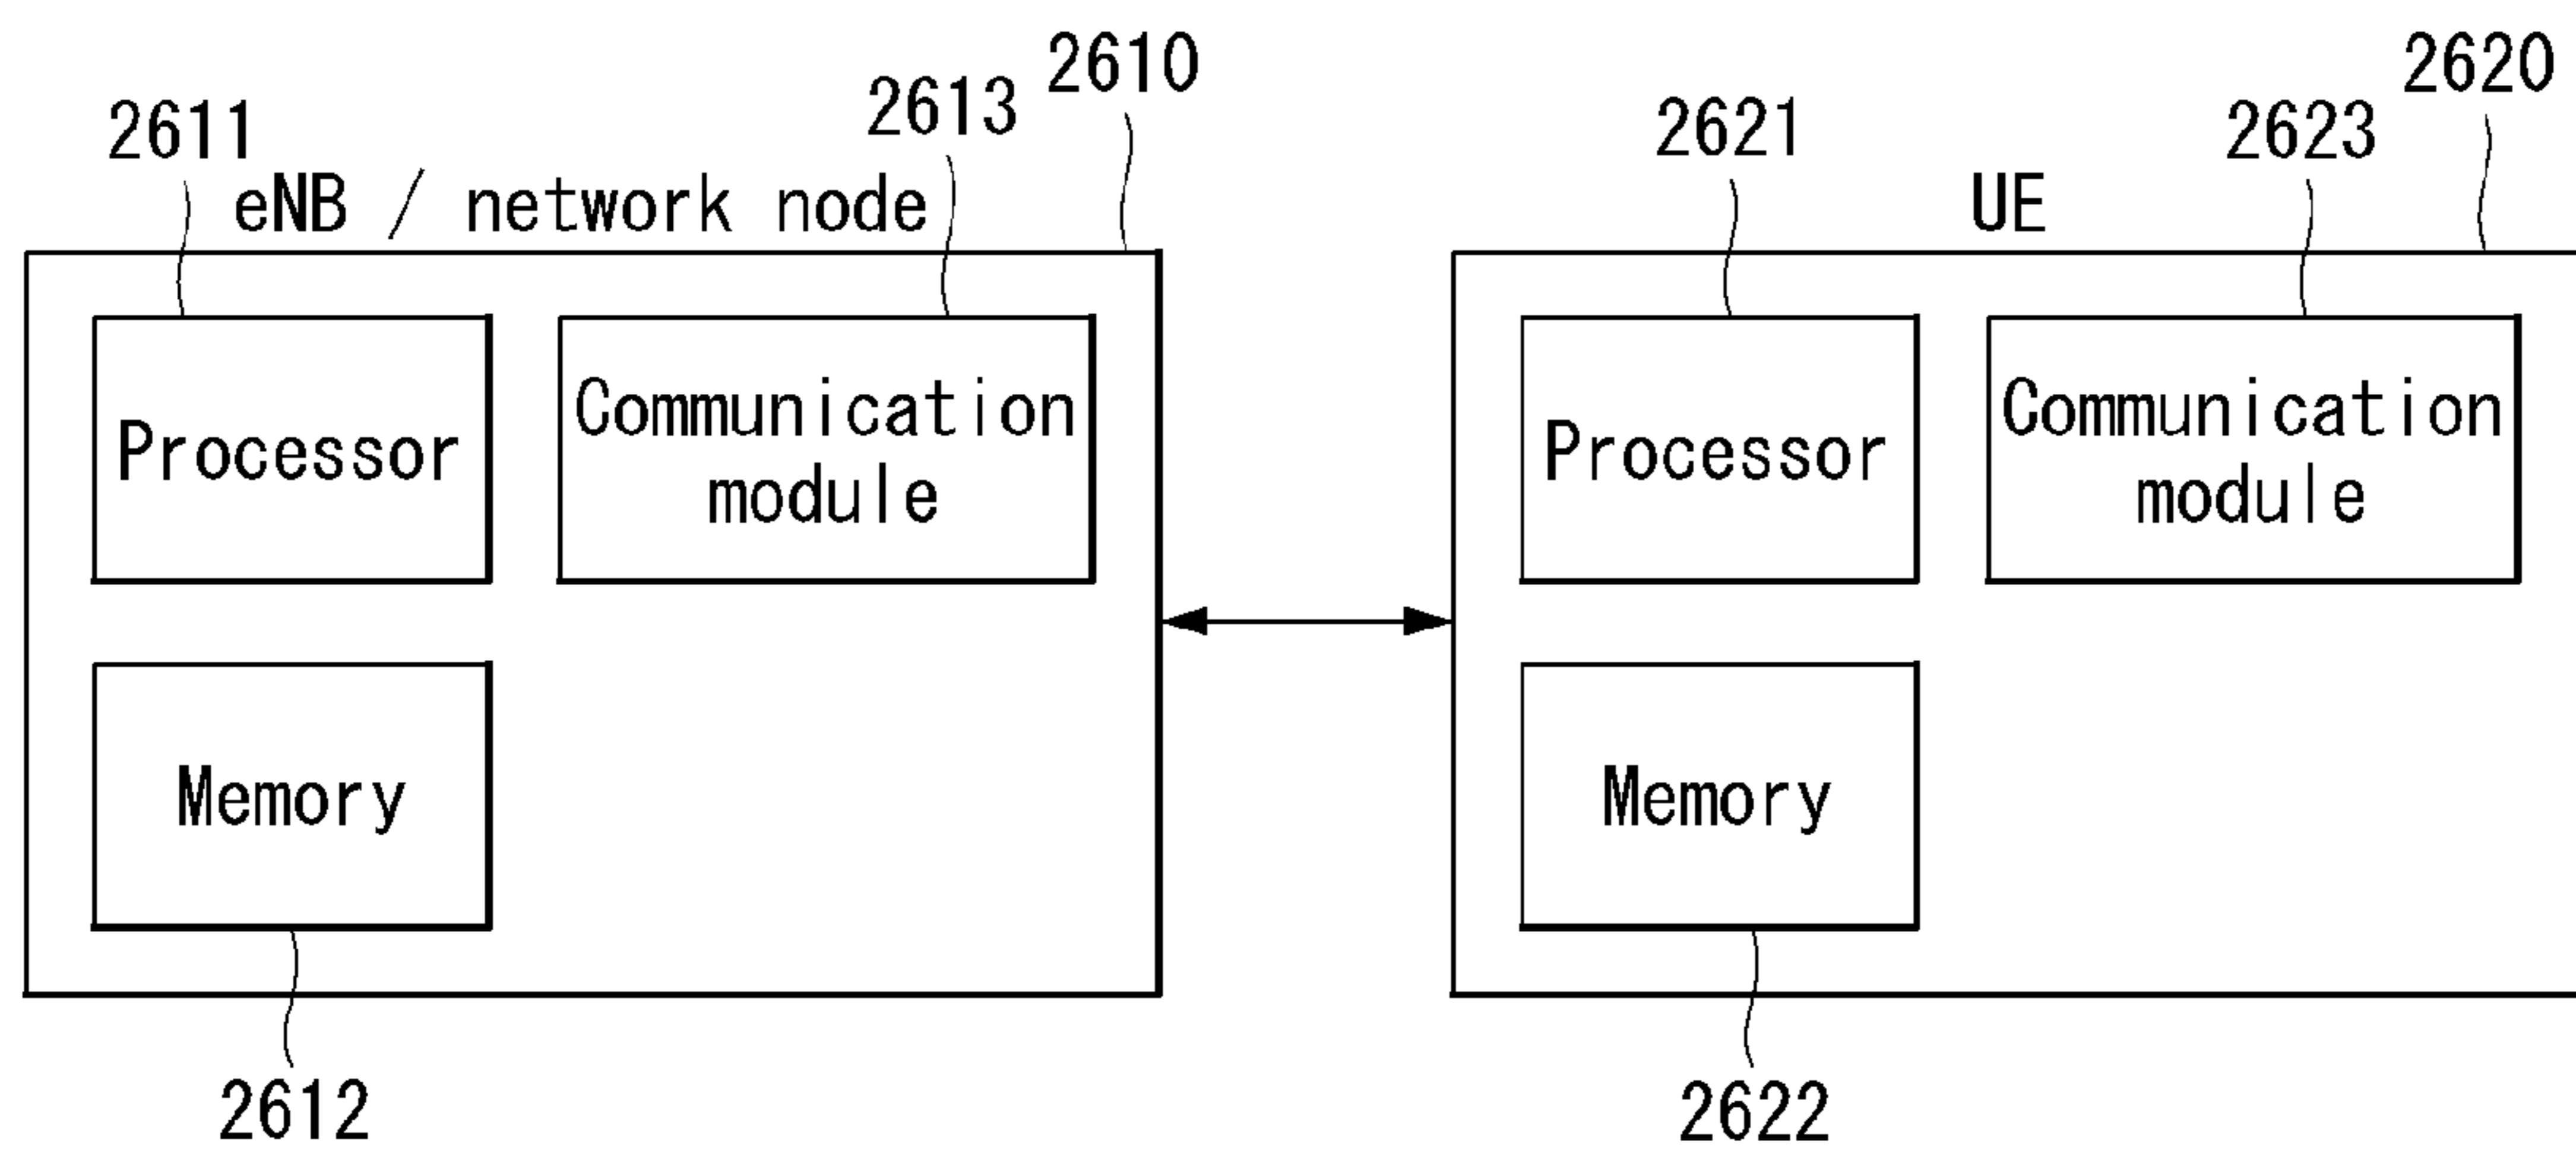 2610
2620
2611
2613
2621
2623
eNB / network node
UE
Processor
Communication
module
Processor
Communication
module
Memory
Memory
2612
2622